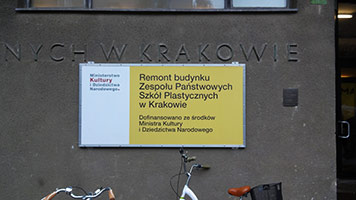 NYCH W KRAKOWIE
Ministerstwo
Kultury
i Dziedzictwa
Narodowego
Remont budynku
Zespołu Państwowych
Szkół Plastycznych
w Krakowie
Dofinansowano ze środków
Ministra Kultury
i Dziedzictwa Narodowego